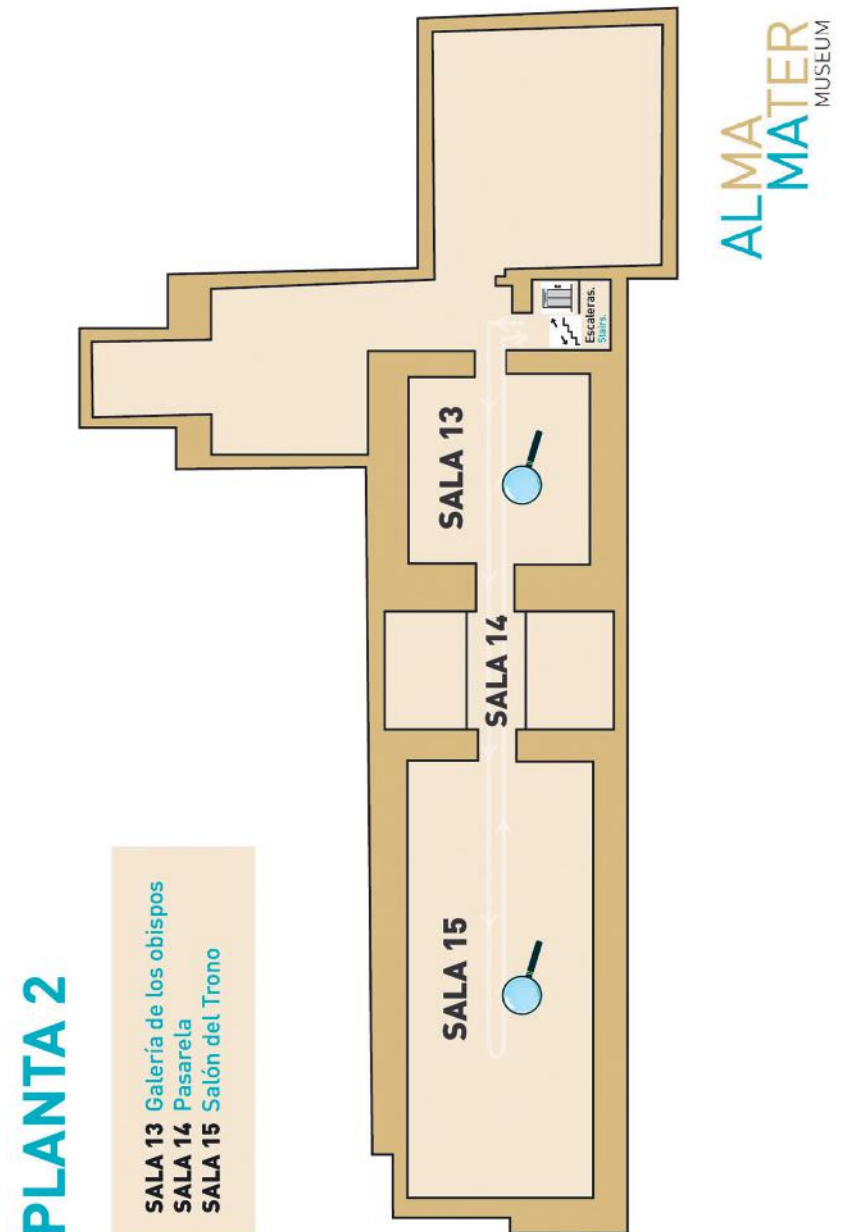 PLANTA 2
SALA 13 Galería de los obispos
SALA 14 Pasarela
SALA 15 Salón del Trono
SALA 15
SALA 14
SALA 13
Escaleras.
Stairs.
ALMA
MATER
MUSEUM